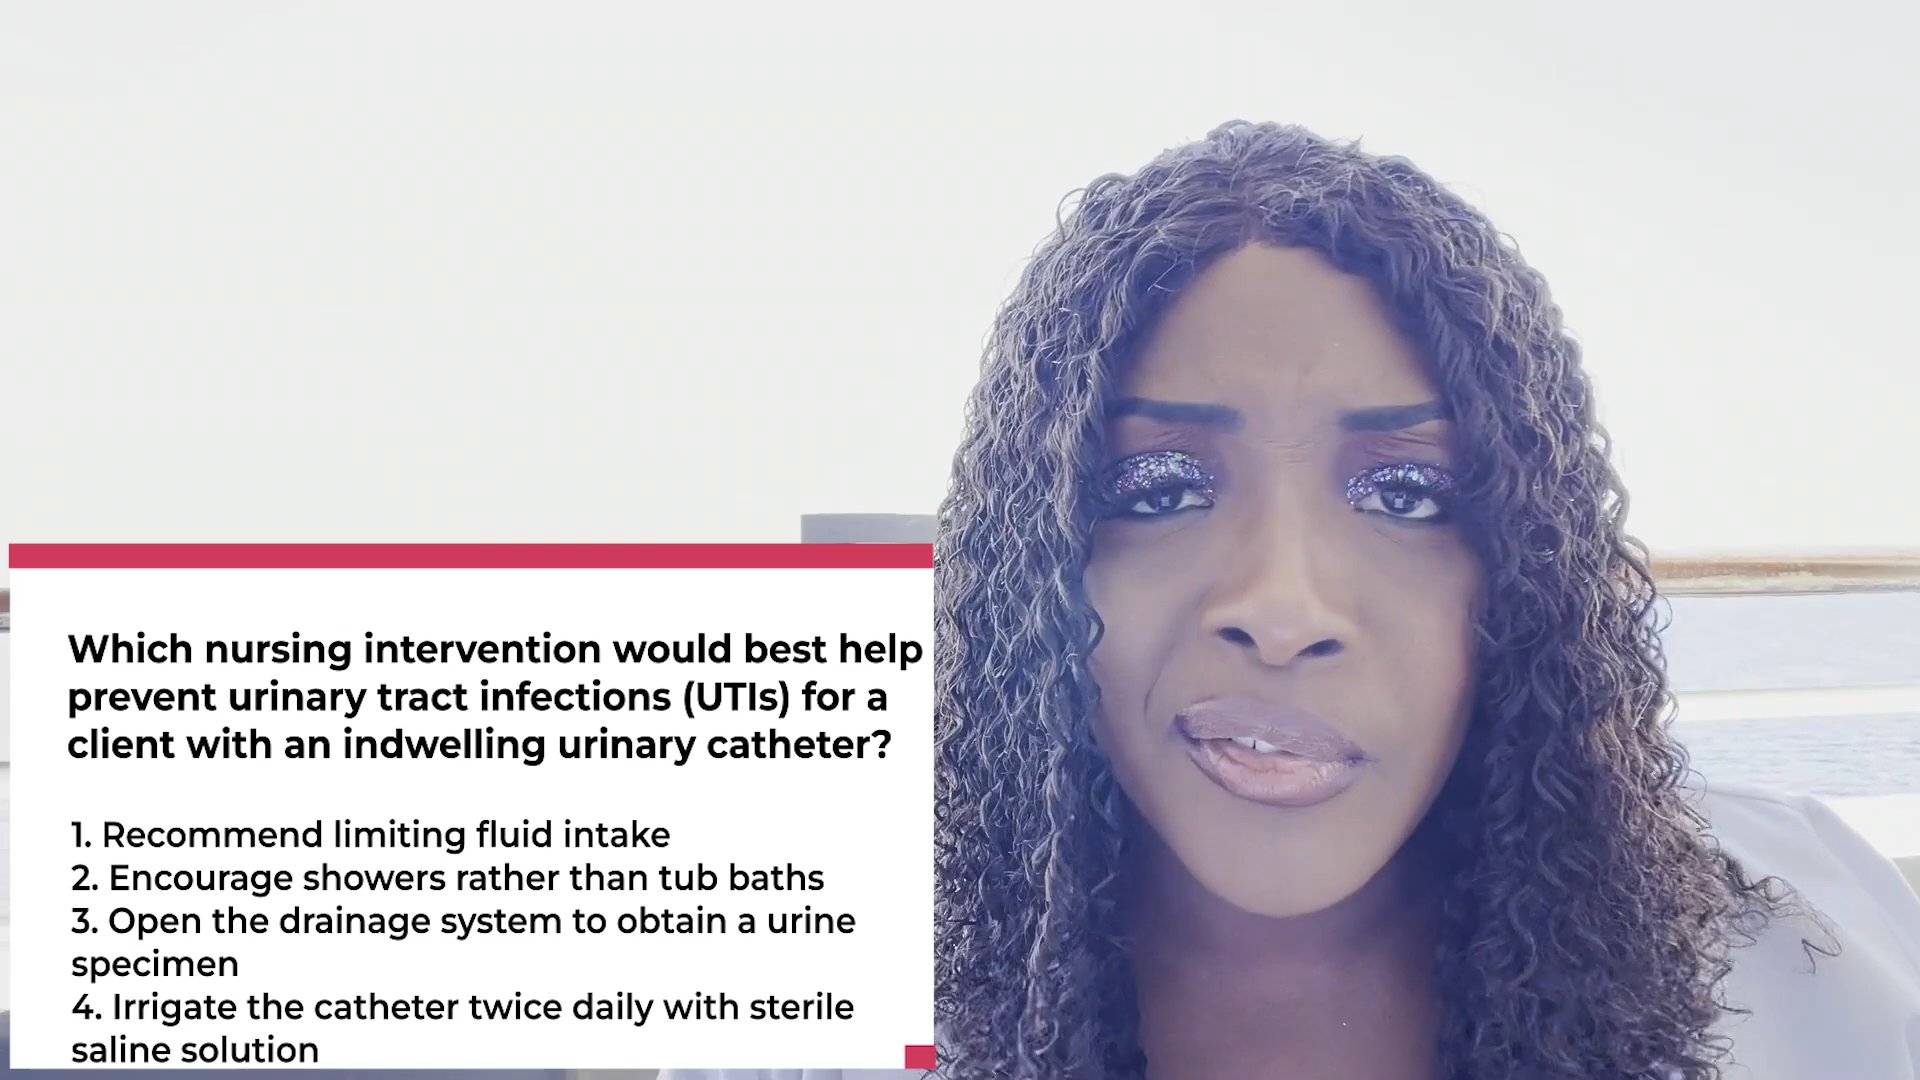 Which nursing intervention would best help
prevent urinary tract infections (UTIs) for a
client with an indwelling urinary catheter?
1. Recommend limiting fluid intake
2. Encourage showers rather than tub baths
3. Open the drainage system to obtain a urine
specimen
4. Irrigate the catheter twice daily with sterile
saline solution